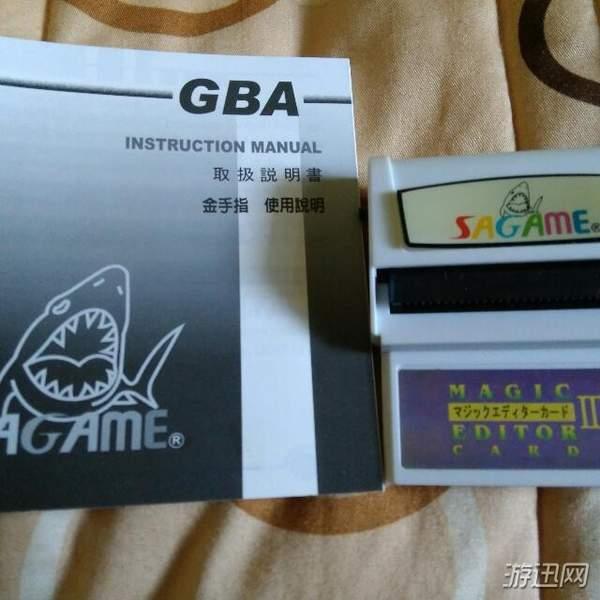 GBA
INSTRUCTION MANUAL
取扱説明書
金手指 使用說明
AGAME®
SAGAME®
MAGIC
マジックエディターカード
III
EDITOR
CARD
游迅网